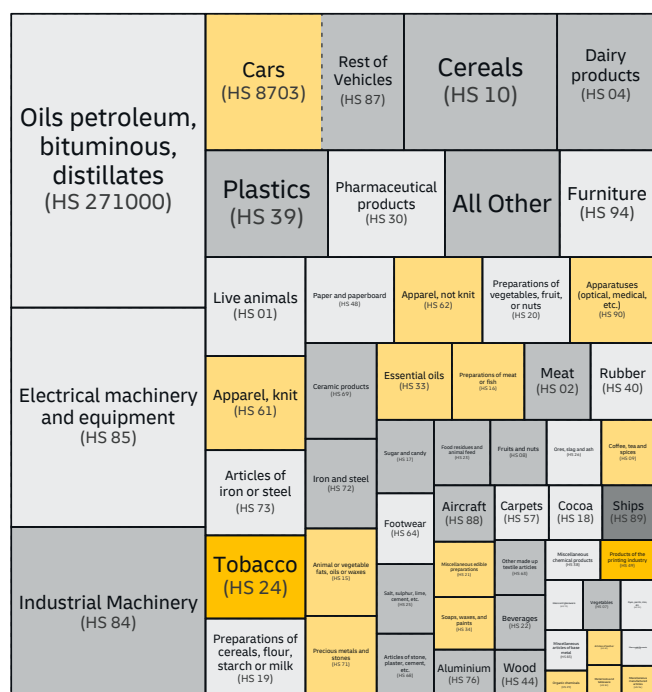 Oils petroleum,
bituminous,
distillates
(HS 271000)
Cars
(HS 8703)
Rest of
Vehicles
(HS 87)
Cereals
(HS 10)
Dairy
products
(HS 04)
Plastics
(HS 39)
Pharmaceutical
products
(HS 30)
All Other
Furniture
(HS 94)
Live animals
(HS 01)
Paper and paperboard
(HS 48)
Apparel, not knit
(HS 62)
Preparations of
vegetables, fruit,
or nuts
(HS 20)
Apparatuses
(optical, medical,
etc.)
(HS 90)
Electrical machinery
and equipment
(HS 85)
Apparel, knit
(HS 61)
Ceramic products
(HS 69)
Essential oils
(HS 33)
Preparations of meat
or fish
(HS 16)
Meat
(HS 02)
Rubber
(HS 40)
Articles of
iron or steel
(HS 73)
Iron and steel
(HS 72)
Sugar and candy
(HS 17)
Food residues and
animal feed
(HS 23)
Fruits and nuts
(HS 08)
Ores, slag and ash
(HS 26)
Coffee, tea and
spices
(HS 09)
Industrial Machinery
(HS 84)
Tobacco
(HS 24)
Footwear
(HS 64)
Aircraft
(HS 88)
Carpets
(HS 57)
Cocoa
(HS 18)
Ships
(HS 89)
Animal or vegetable
fats, oils or waxes
(HS 15)
Salt, sulphur, lime,
cement, etc.
(HS 25)
Miscellaneous edible
preparations
(HS 21)
Other made up
textile articles
(HS 63)
Miscellaneous
chemical products
(HS 38)
Products of the
printing industry
(HS 49)
Preparations of
cereals, flour,
starch or milk
(HS 19)
Precious metals and
stones
(HS 71)
Articles of stone,
plaster, cement, etc.
(HS 68)
Soaps, waxes, and
paints
(HS 34)
Beverages
(HS 22)
Vegetables
(HS 07)
Aluminium
(HS 76)
Wood
(HS 44)
Miscellaneous
articles of base
metal
Organic chemicals